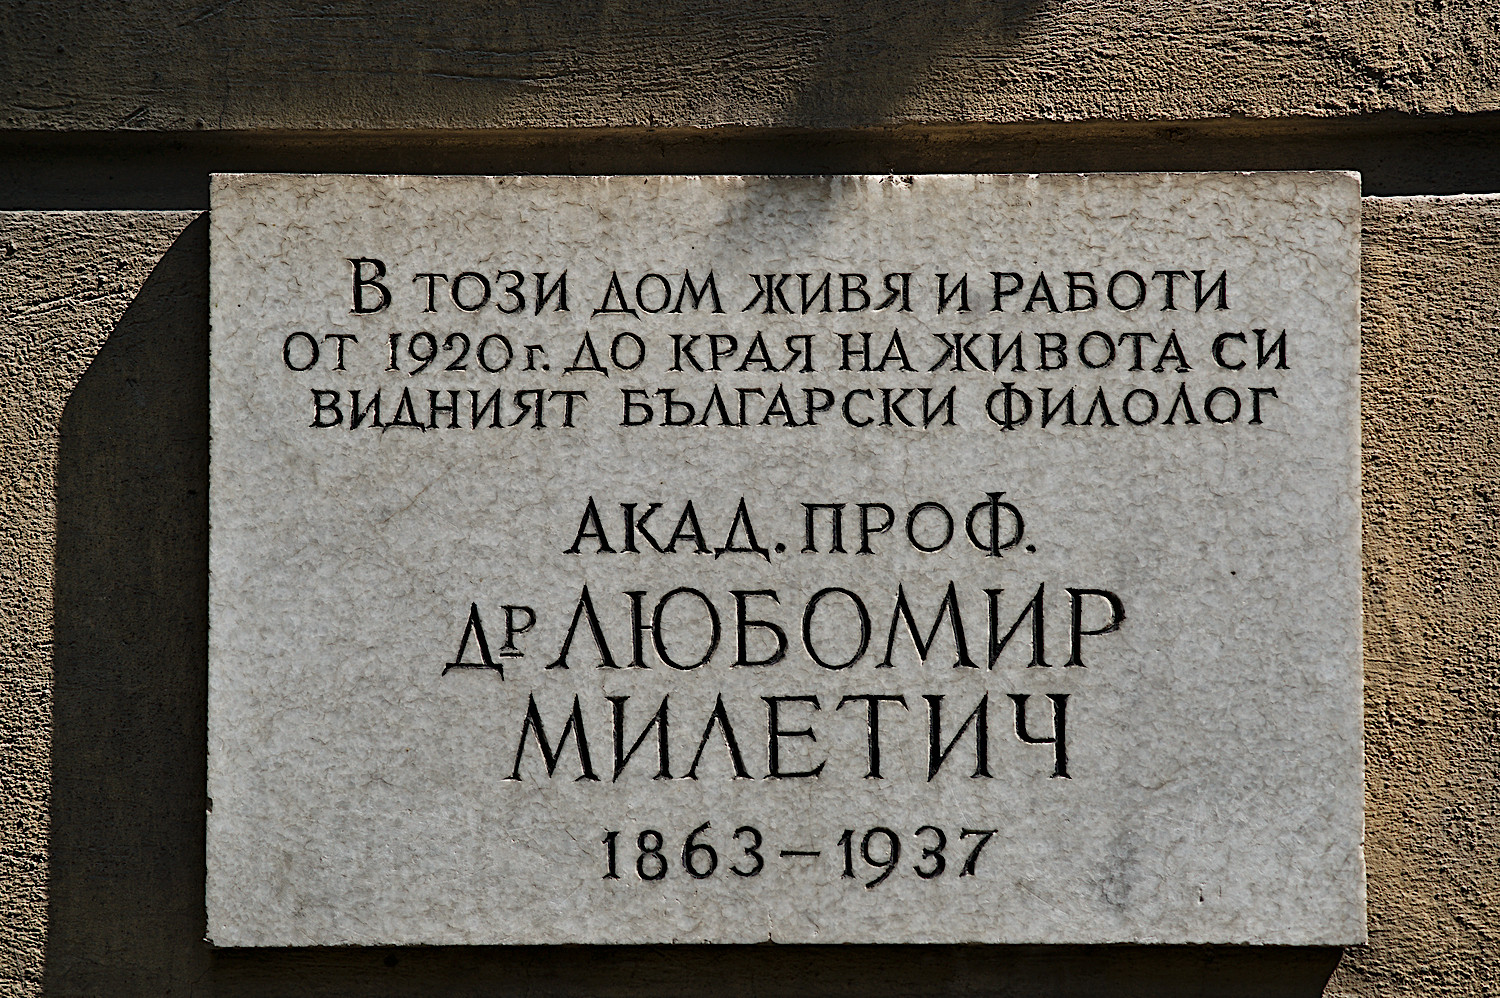 В ТОЗИ ДОМ ЖИВЯ И РАБОТИ
ОТ 1920 г. ДО КРАЯ НА ЖИВОТА СИ
ВИДНИЯТ БЪЛГАРСКИ ФИЛОЛОГ
АКАД. ПРОФ.
ДР ЛЮБОМИР
МИЛЕТИЧ
1863 – 1937